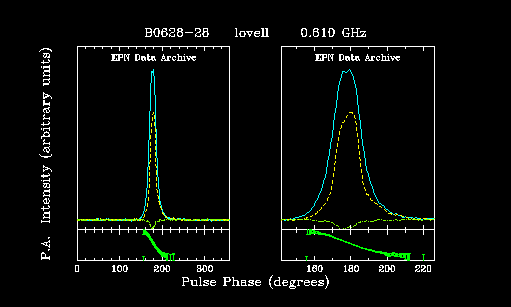 B0628-28 lovell 0.610 GHz
EPN Data Archive EPN Data Archive
Intensity (arbitrary units)
P.A.
0 100 200 300 160 180 200 220
Pulse Phase (degrees)